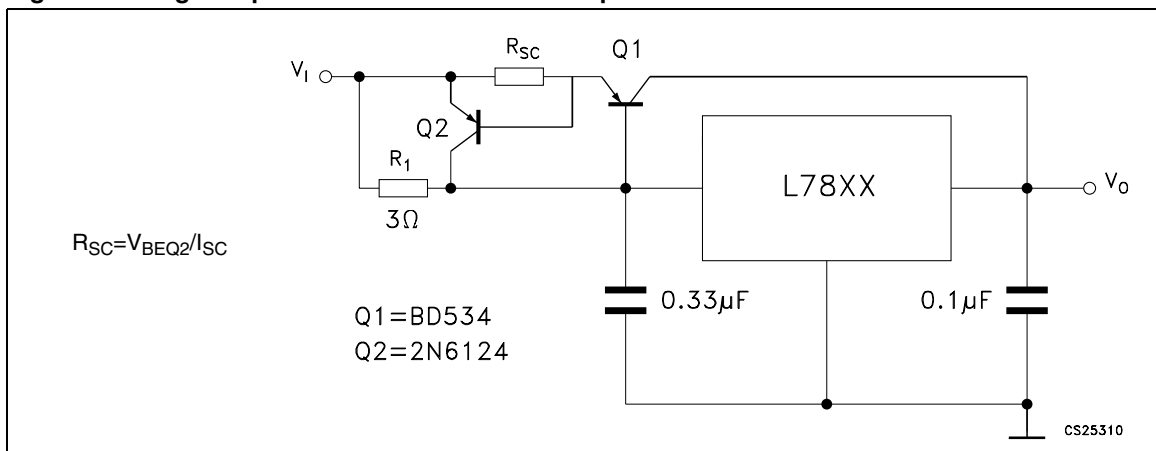 R_SC
Q1
V_I
Q2
R_1
3Ω
L78XX
V_O
R_SC=V_BEQ2/I_SC
0.33µF
0.1µF
Q1=BD534
Q2=2N6124
CS25310